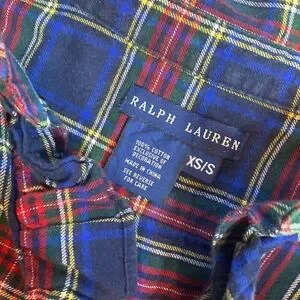 RALPH LAUREN
100% COTTON
EXCLUSIVE OF
DECORATION
MADE IN CHINA
SEE REVERSE
FOR CARE
XS/S